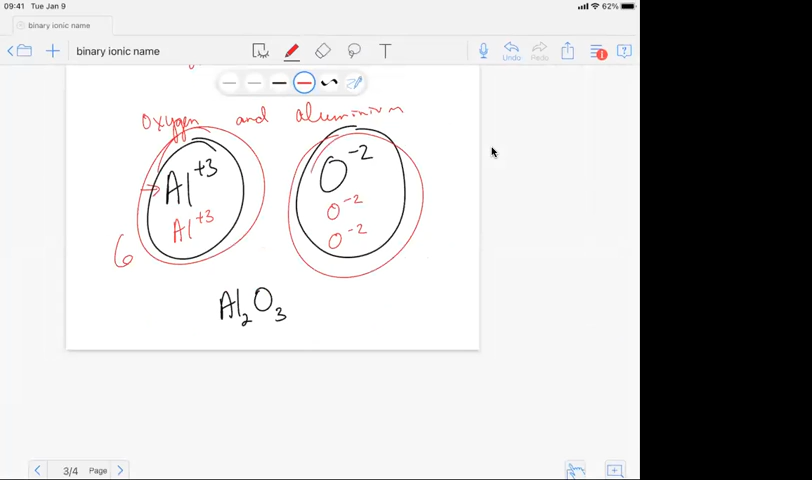 09:41 Tue Jan 9
62%
binary ionic name
binary ionic name
T
Undo
Redo
oxygen and aluminium
Al+3 O-2
Al+3 O-2
O-2
6
Al2O3
3/4 Page